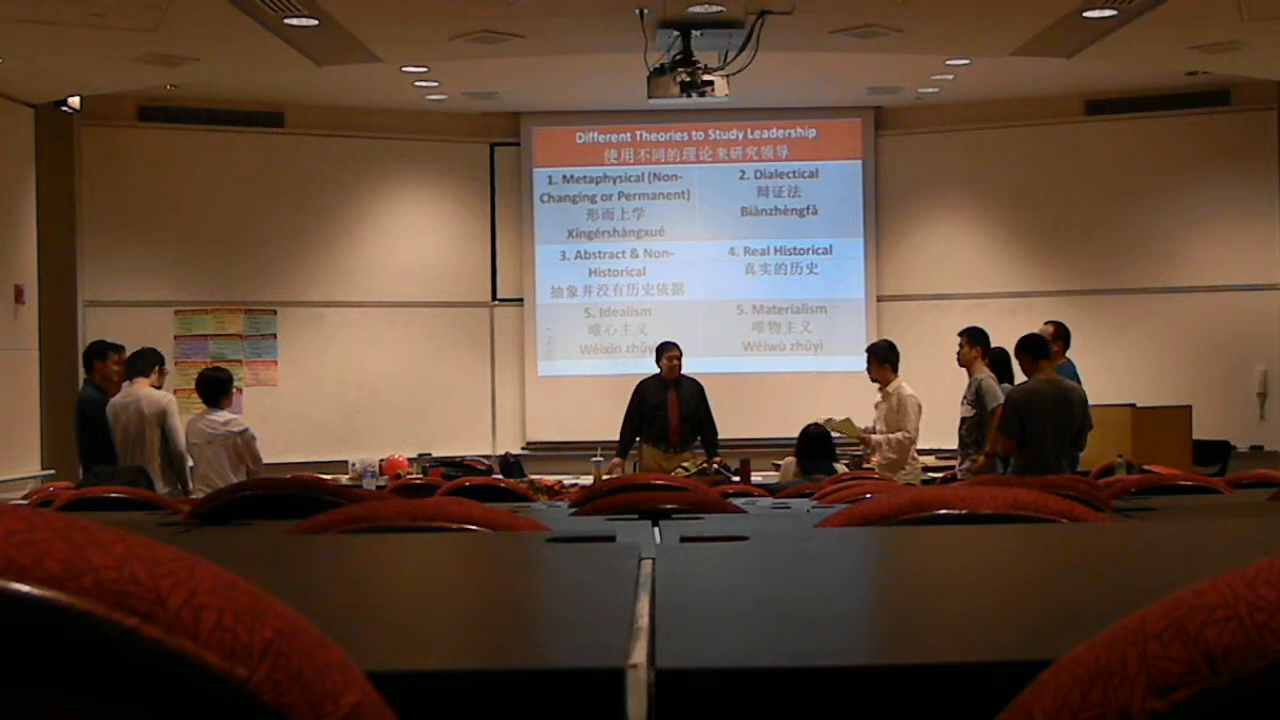 Different Theories to Study Leadership
使用不同的理论来研究领导
1. Metaphysical (Non-
Changing or Permanent)
形而上学
Xíngérshàngxué
2. Dialectical
辩证法
Biànzhèngfǎ
3. Abstract & Non-
Historical
抽象并没有历史依据
4. Real Historical
真实的历史
5. Idealism
唯心主义
Wéixīn zhǔyì
5. Materialism
唯物主义
Wéiwù zhǔyì